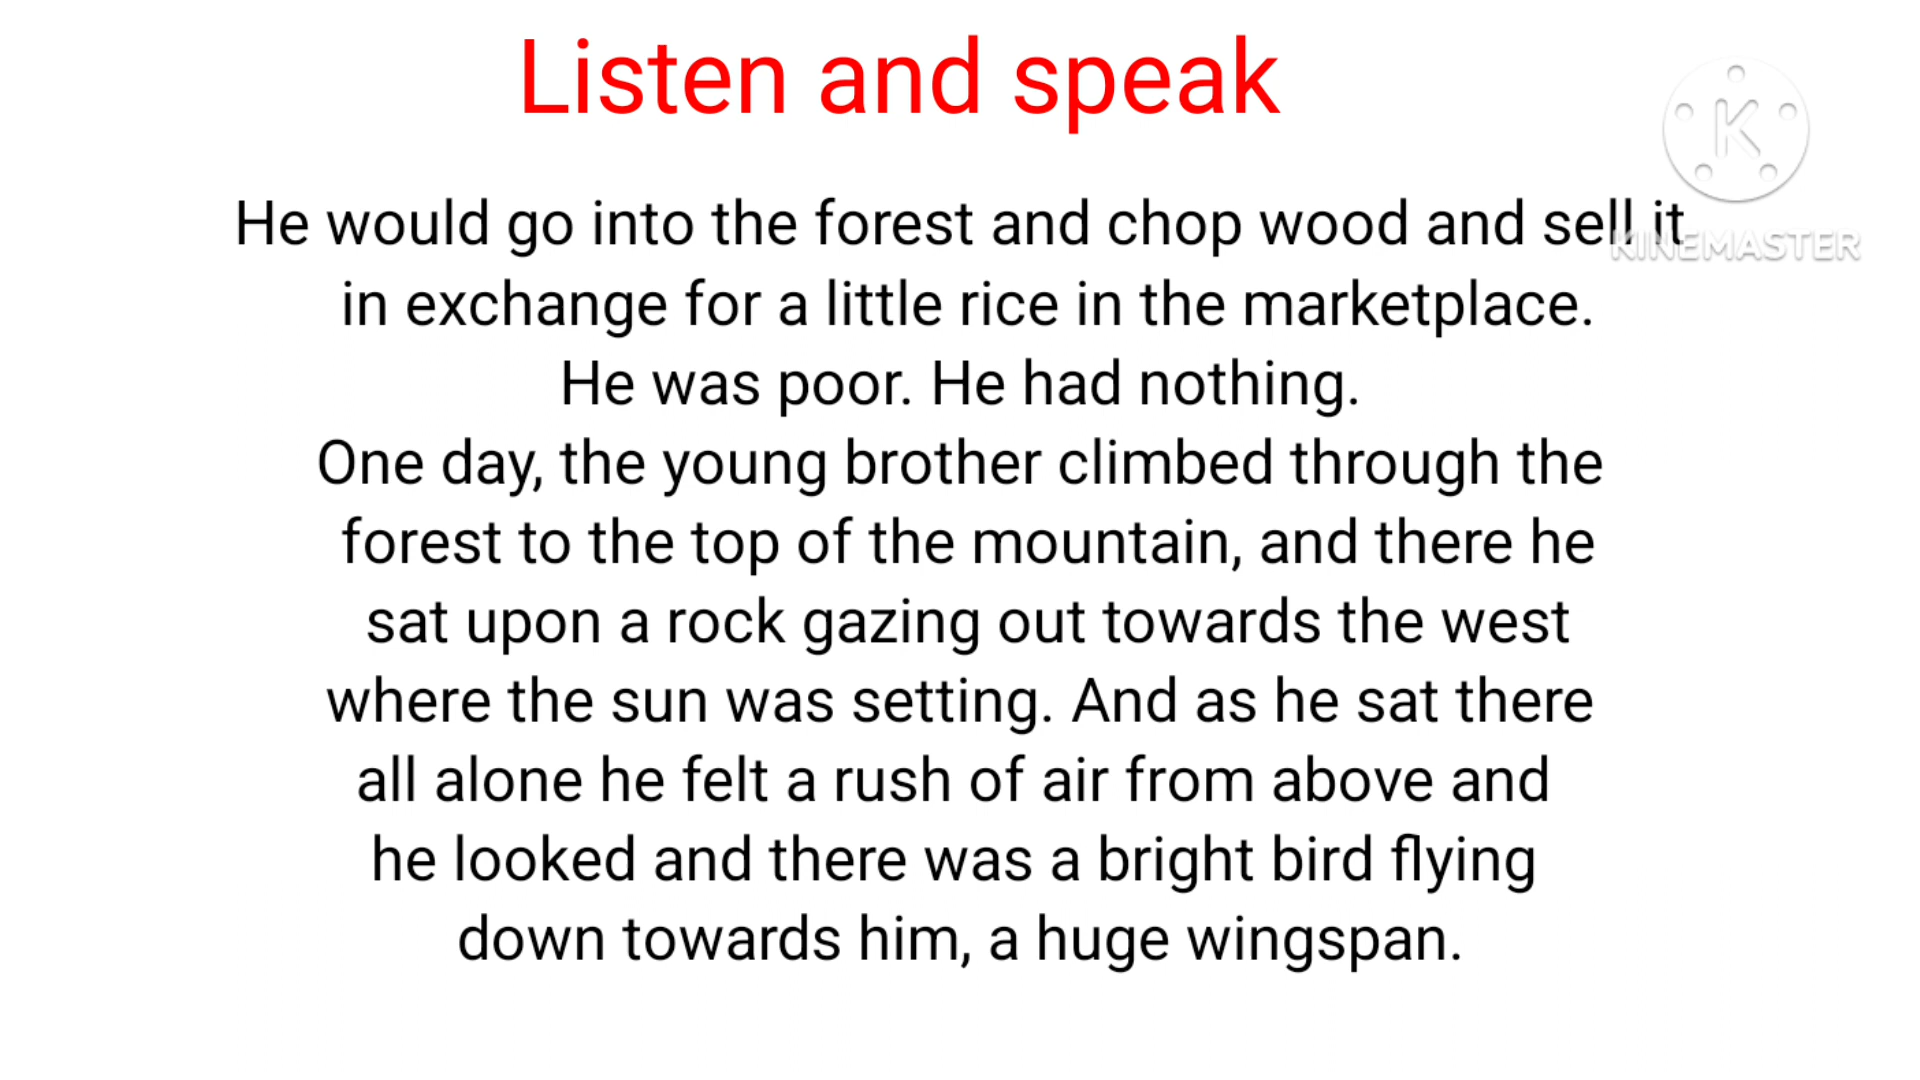 Listen and speak
K
KINEMASTER
He would go into the forest and chop wood and sell it
in exchange for a little rice in the marketplace.
He was poor. He had nothing.
One day, the young brother climbed through the
forest to the top of the mountain, and there he
sat upon a rock gazing out towards the west
where the sun was setting. And as he sat there
all alone he felt a rush of air from above and
he looked and there was a bright bird flying
down towards him, a huge wingspan.